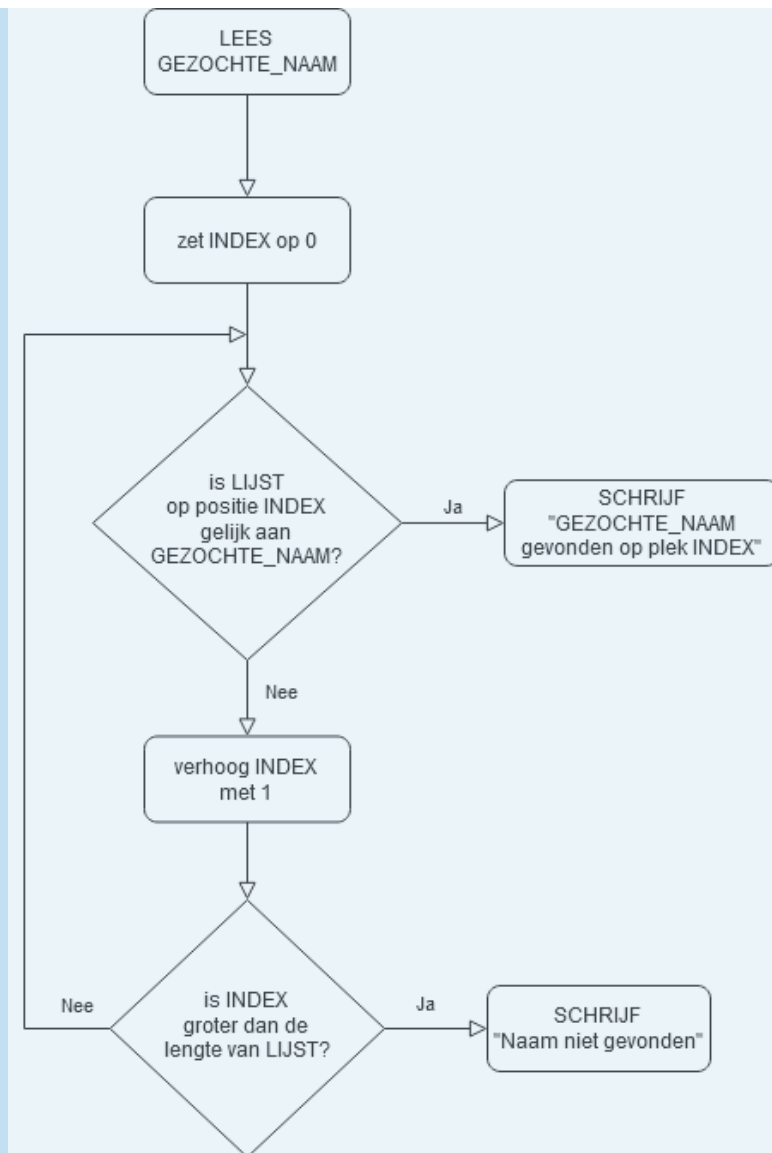 LEES
GEZOCHTE_NAAM
zet INDEX op 0
is LIJST
op positie INDEX
gelijk aan
GEZOCHTE_NAAM?
Ja
SCHRIJF
"GEZOCHTE_NAAM
gevonden op plek INDEX"
Nee
verhoog INDEX
met 1
is INDEX
groter dan de
lengte van LIJST?
Nee
Ja
SCHRIJF
"Naam niet gevonden"